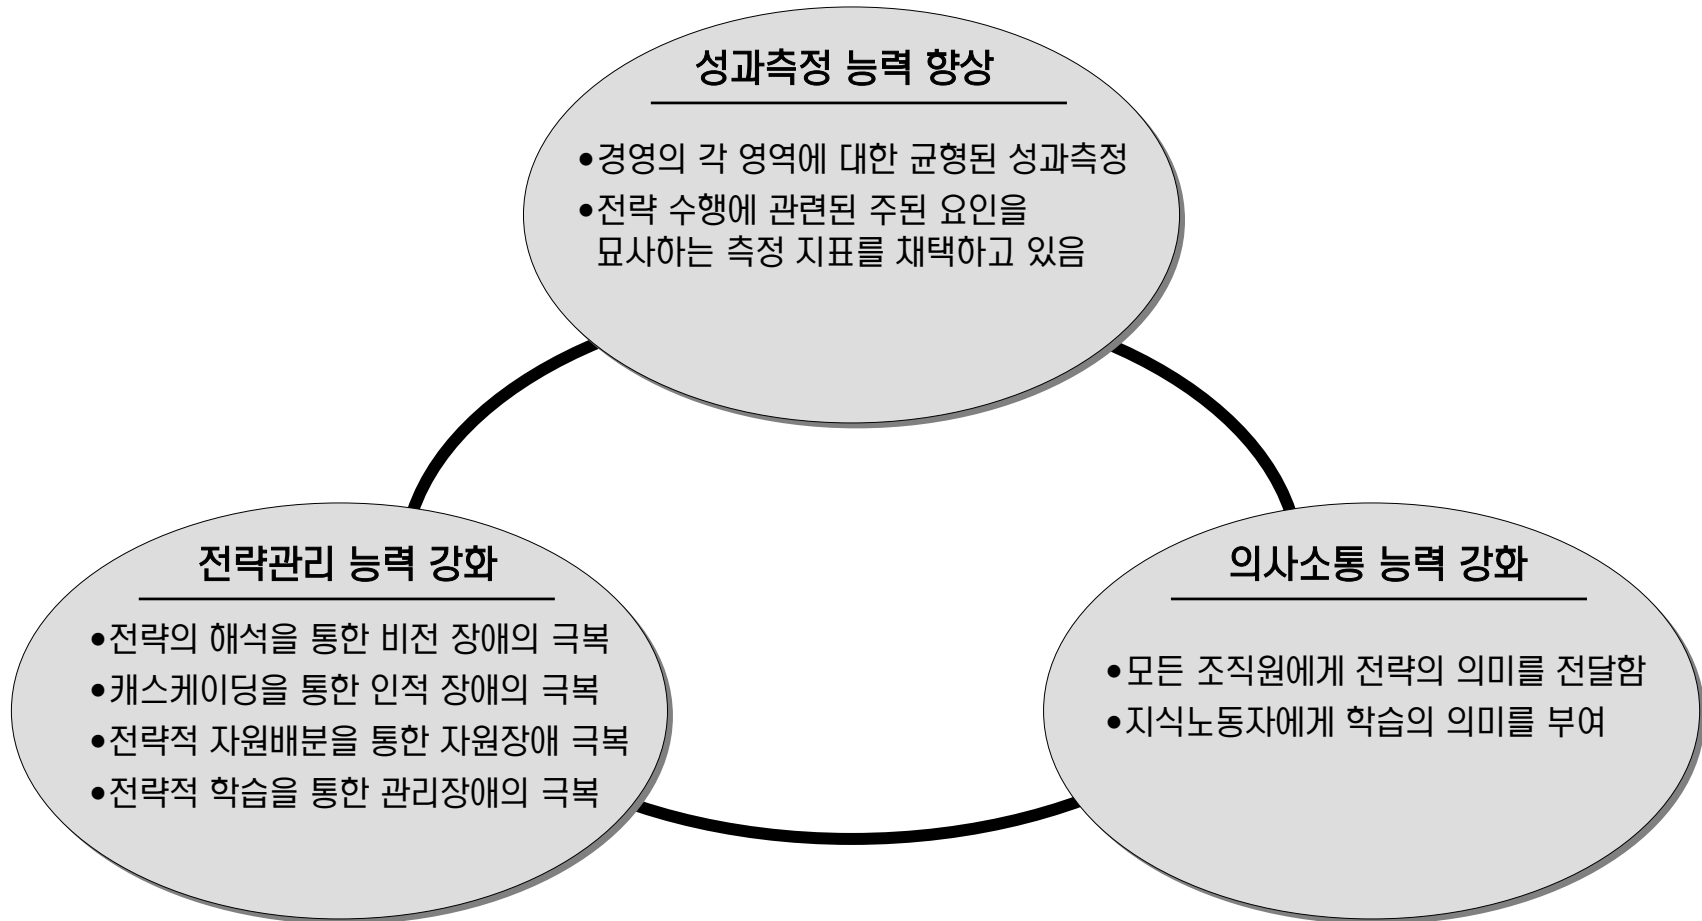 성과측정 능력 향상
•경영의 각 영역에 대한 균형된 성과측정
•전략 수행에 관련된 주된 요인을
묘사하는 측정 지표를 채택하고 있음
전략관리 능력 강화
•전략의 해석을 통한 비전 장애의 극복
•캐스케이딩을 통한 인적 장애의 극복
•전략적 자원배분을 통한 자원장애 극복
•전략적 학습을 통한 관리장애의 극복
의사소통 능력 강화
•모든 조직원에게 전략의 의미를 전달함
•지식노동자에게 학습의 의미를 부여